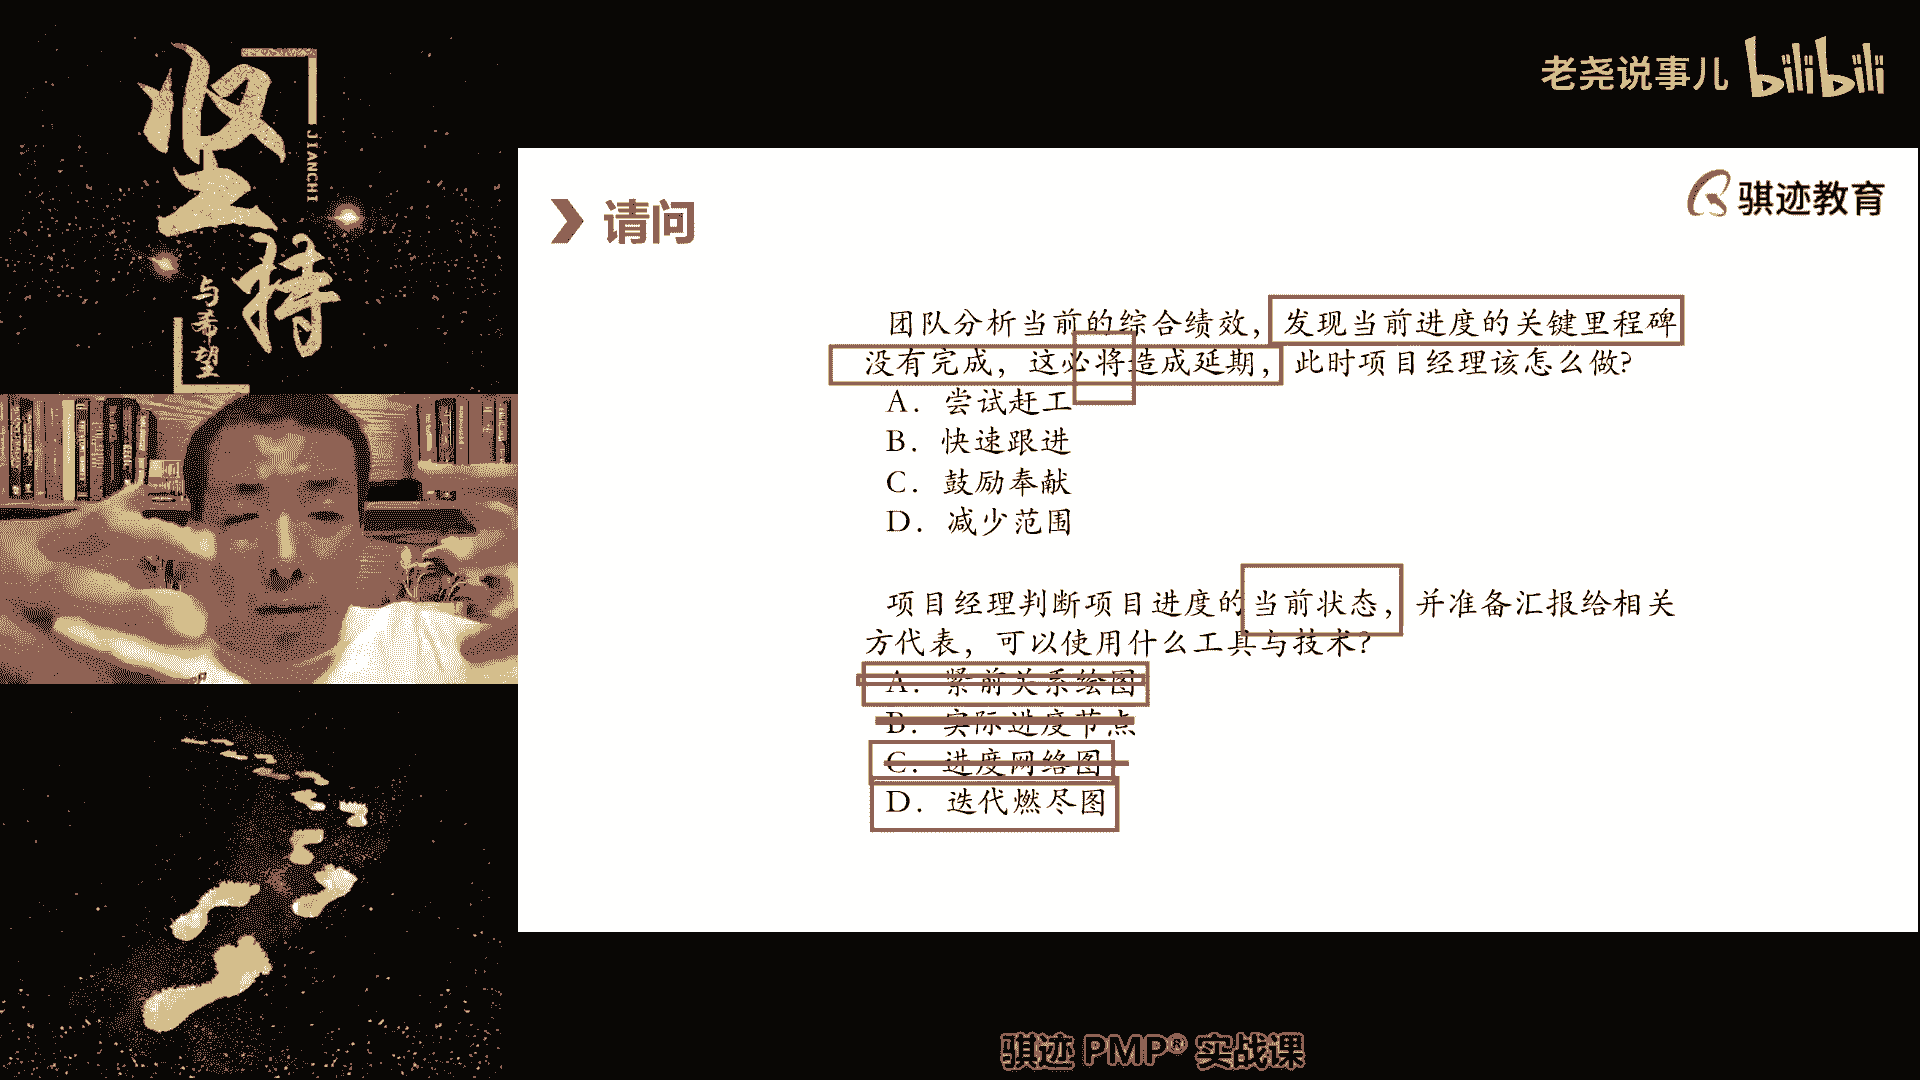 坚持
JIANCHI
与希望
老尧说事儿 bilibili
骐迹教育
请问
团队分析当前的综合绩效，发现当前进度的关键里程碑
没有完成，这必将造成延期，此时项目经理该怎么做？
A．尝试赶工
B．快速跟进
C．鼓励奉献
D．减少范围
项目经理判断项目进度的当前状态，并准备汇报给相关
方代表，可以使用什么工具与技术？
A．紧前关系绘图
B．实际进度节点
C．进度网络图
D．迭代燃尽图
骐迹 PMP® 实战课